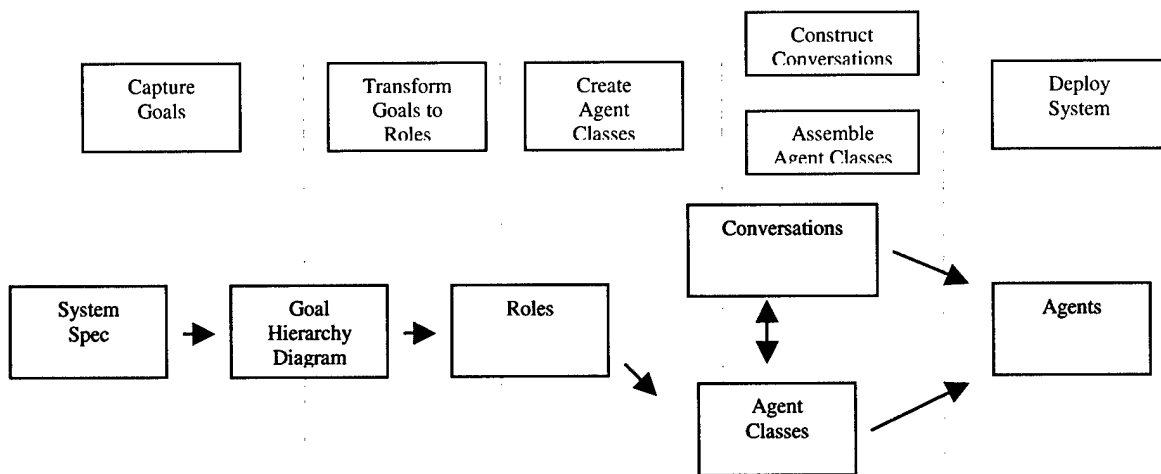 Capture
Goals
Transform
Goals to
Roles
Create
Agent
Classes
Construct
Conversations
Assemble
Agent Classes
Deploy
System
System
Spec
Goal
Hierarchy
Diagram
Roles
Conversations
Agent
Classes
Agents